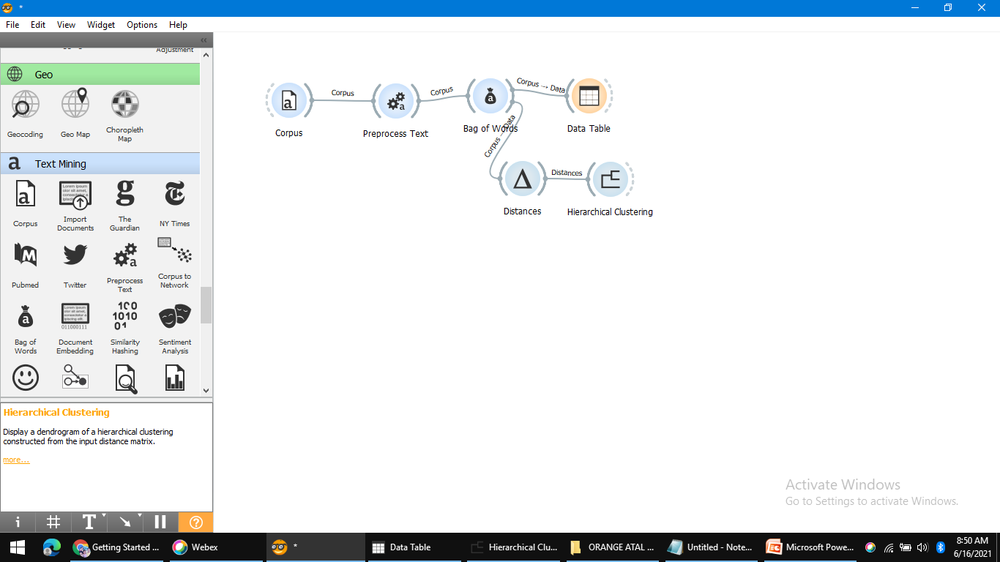 *
File Edit View Widget Options Help
Adjustment
Geo
Geocoding
Geo Map
Choropleth
Map
a Text Mining
Corpus
Import
Documents
The
Guardian
NY Times
Pubmed
Twitter
Preprocess
Text
Corpus to
Network
Bag of
Words
Document
Embedding
Similarity
Hashing
Sentiment
Analysis
Hierarchical Clustering
Display a dendrogram of a hierarchical clustering
constructed from the input distance matrix.
more...
Corpus
Corpus
Preprocess Text
Corpus
Bag of Words
Corpus → Data
Data Table
Corpus → Data
Distances
Distances
Hierarchical Clustering
Activate Windows
Go to Settings to activate Windows.
Getting Started ...
Webex
*
Data Table
Hierarchical Clu...
ORANGE ATAL ...
Untitled - Note...
Microsoft Powe...
8:50 AM
6/16/2021